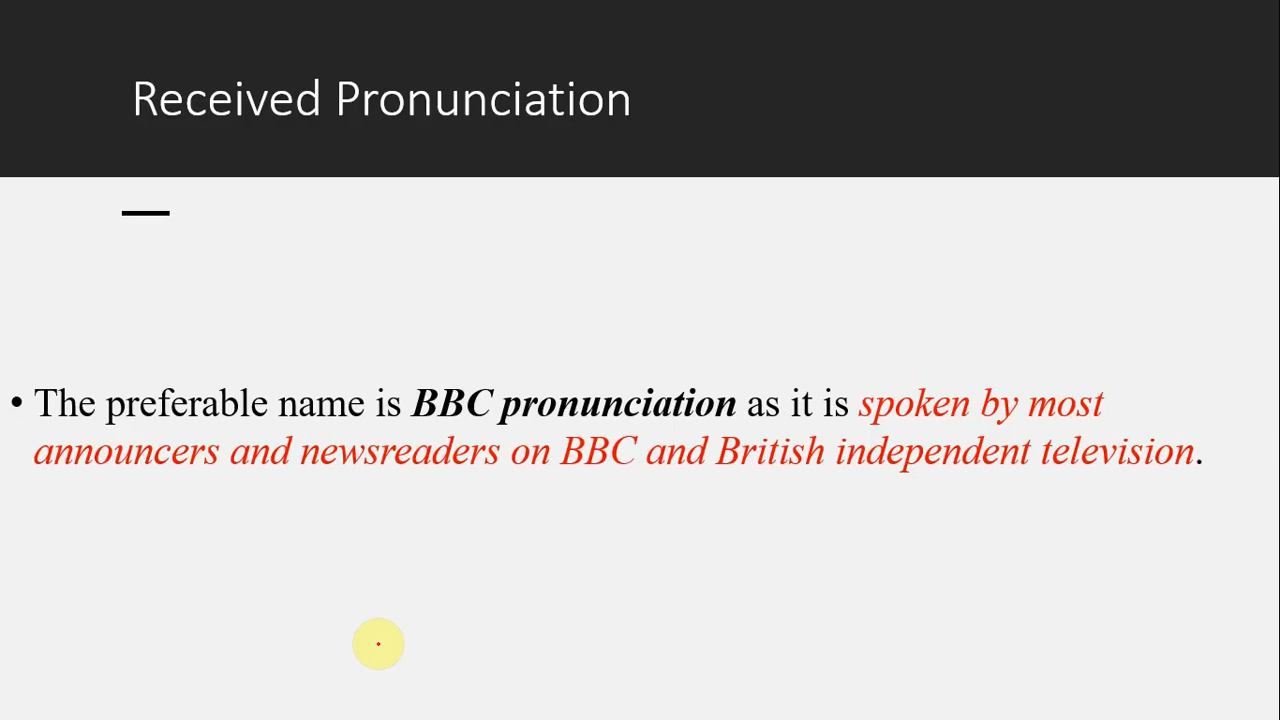 Received Pronunciation
• The preferable name is BBC pronunciation as it is spoken by most
announcers and newsreaders on BBC and British independent television.